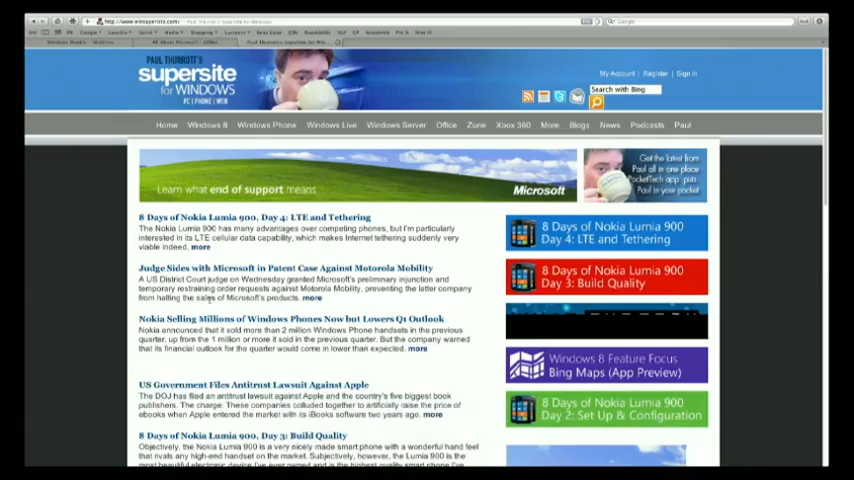 http://www.winsupersite.com/
Paul Thurrott's Supersite for Windows
Google
PAUL THURROTT'S
supersite
for WINDOWS
PC | PHONE | WEB
My Account | Register | Sign In
Search with Bing
Home Windows 8 Windows Phone Windows Live Windows Server Office Zune Xbox 360 More Blogs News Podcasts Paul
Learn what end of support means
Microsoft
Get the latest from
Paul all in one place
PocketTech app puts
Paul in your pocket
8 Days of Nokia Lumia 900, Day 4: LTE and Tethering
The Nokia Lumia 900 has many advantages over competing phones, but I'm particularly
interested in its LTE cellular data capability, which makes Internet tethering suddenly very
viable indeed. more
Judge Sides with Microsoft in Patent Case Against Motorola Mobility
A US District Court judge on Wednesday granted Microsoft's preliminary injunction and
temporary restraining order requests against Motorola Mobility, preventing the latter company
from halting the sales of Microsoft's products. more
Nokia Selling Millions of Windows Phones Now but Lowers Q1 Outlook
Nokia announced that it sold more than 2 million Windows Phone handsets in the previous
quarter, up from the 1 million or more it sold in the previous quarter. But the company warned
that its financial outlook for the quarter would come in lower than expected. more
US Government Files Antitrust Lawsuit Against Apple
The DOJ has filed an antitrust lawsuit against Apple and the country's five biggest book
publishers. The charge: These companies colluded together to artificially raise the price of
ebooks when Apple entered the market with its iBooks software two years ago. more
8 Days of Nokia Lumia 900, Day 3: Build Quality
Objectively, the Nokia Lumia 900 is a very nicely made smart phone with a wonderful hand feel
that rivals any high-end handset on the market. Subjectively, however, the Lumia 900 is the
8 Days of Nokia Lumia 900
Day 4: LTE and Tethering
8 Days of Nokia Lumia 900
Day 3: Build Quality
Windows 8 Feature Focus
Bing Maps (App Preview)
8 Days of Nokia Lumia 900
Day 2: Set Up & Configuration